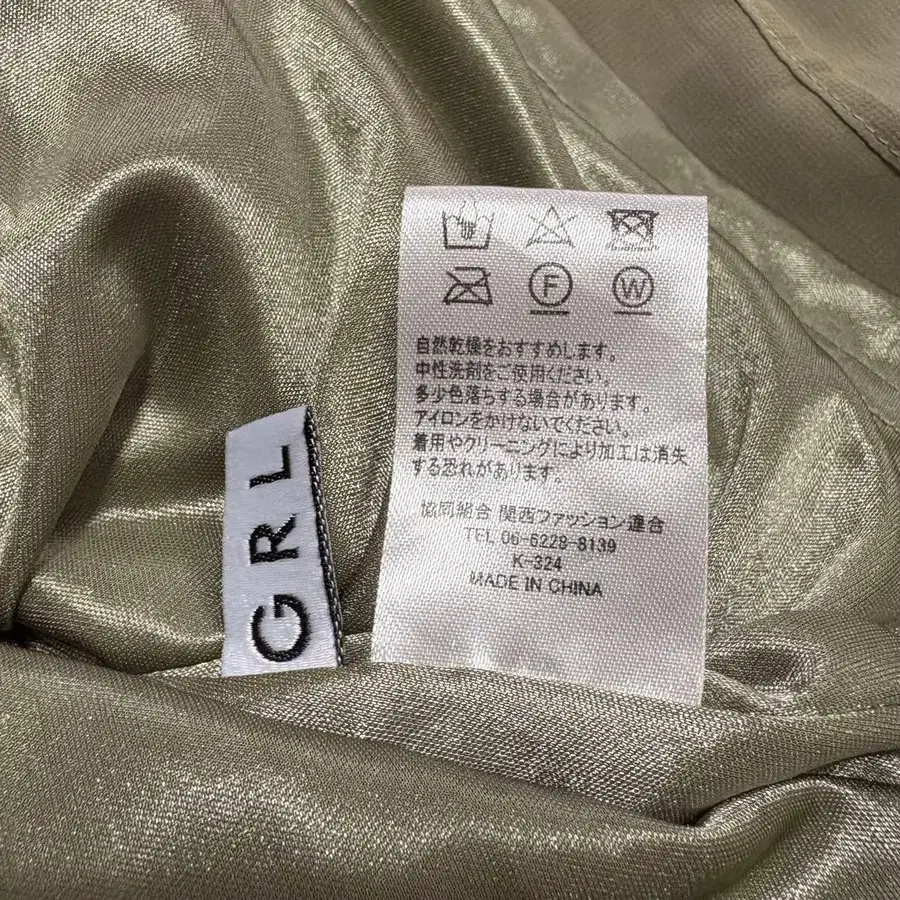 GRL
F
W
自然乾燥をおすすめします。
中性洗剤をご使用ください。
多少色落ちする場合があります。
アイロンをかけないでください。
着用やクリーニングにより加工は消失
する恐れがあります。
協同組合 関西ファッション連合
TEL 06-6228-8139
K-324
MADE IN CHINA